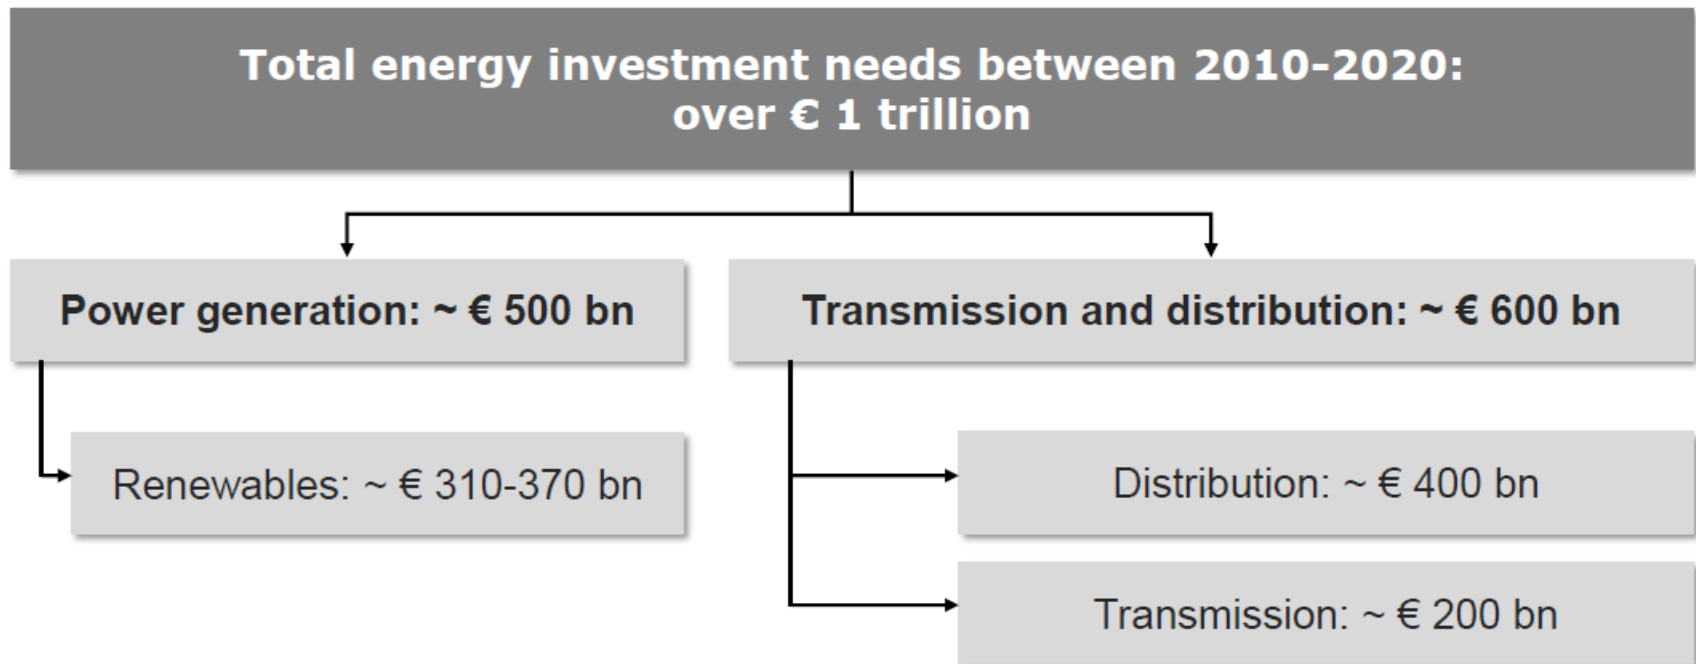 Total energy investment needs between 2010-2020:
over € 1 trillion
Power generation: ~ € 500 bn
Transmission and distribution: ~ € 600 bn
Renewables: ~ € 310-370 bn
Distribution: ~ € 400 bn
Transmission: ~ € 200 bn